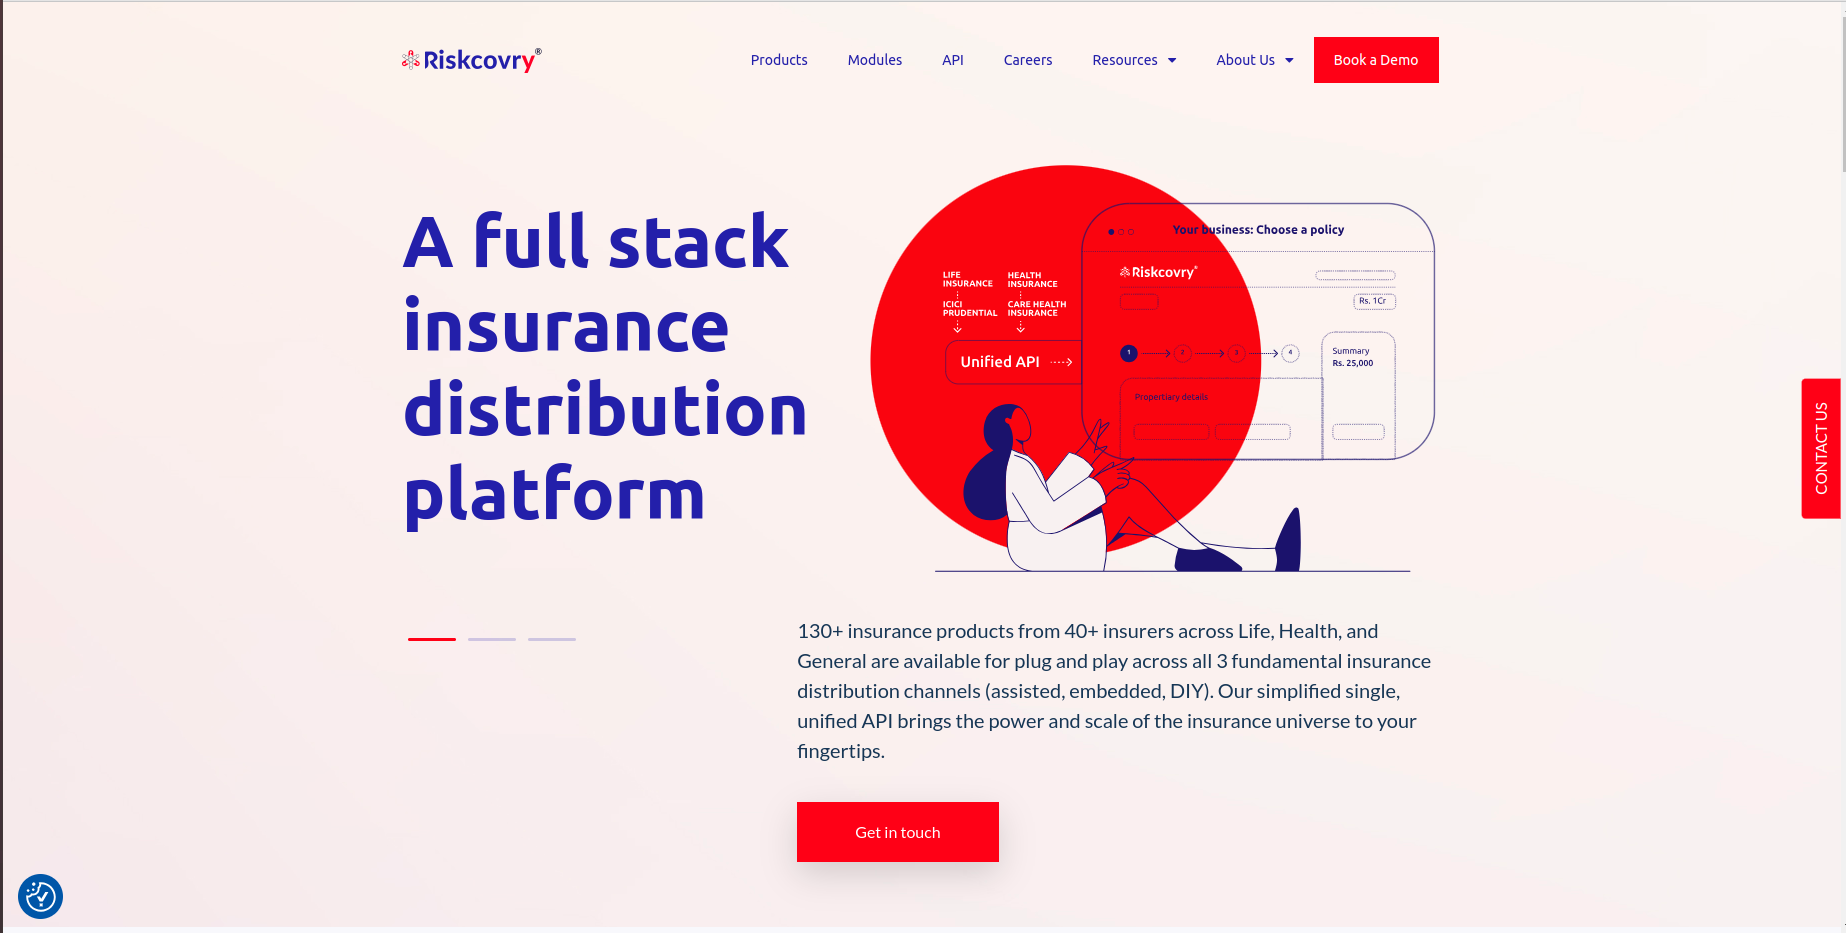 Riskcovry®
Products
Modules
API
Careers
Resources
About Us
Book a Demo
A full stack
insurance
distribution
platform
Your business: Choose a policy
LIFE
INSURANCE
HEALTH
INSURANCE
ICICI
PRUDENTIAL
CARE HEALTH
INSURANCE
Unified API
Riskcovry®
Rs. 1Cr
1
2
3
4
Summary
Rs. 25,000
Propertiary details
CONTACT US
130+ insurance products from 40+ insurers across Life, Health, and
General are available for plug and play across all 3 fundamental insurance
distribution channels (assisted, embedded, DIY). Our simplified single,
unified API brings the power and scale of the insurance universe to your
fingertips.
Get in touch